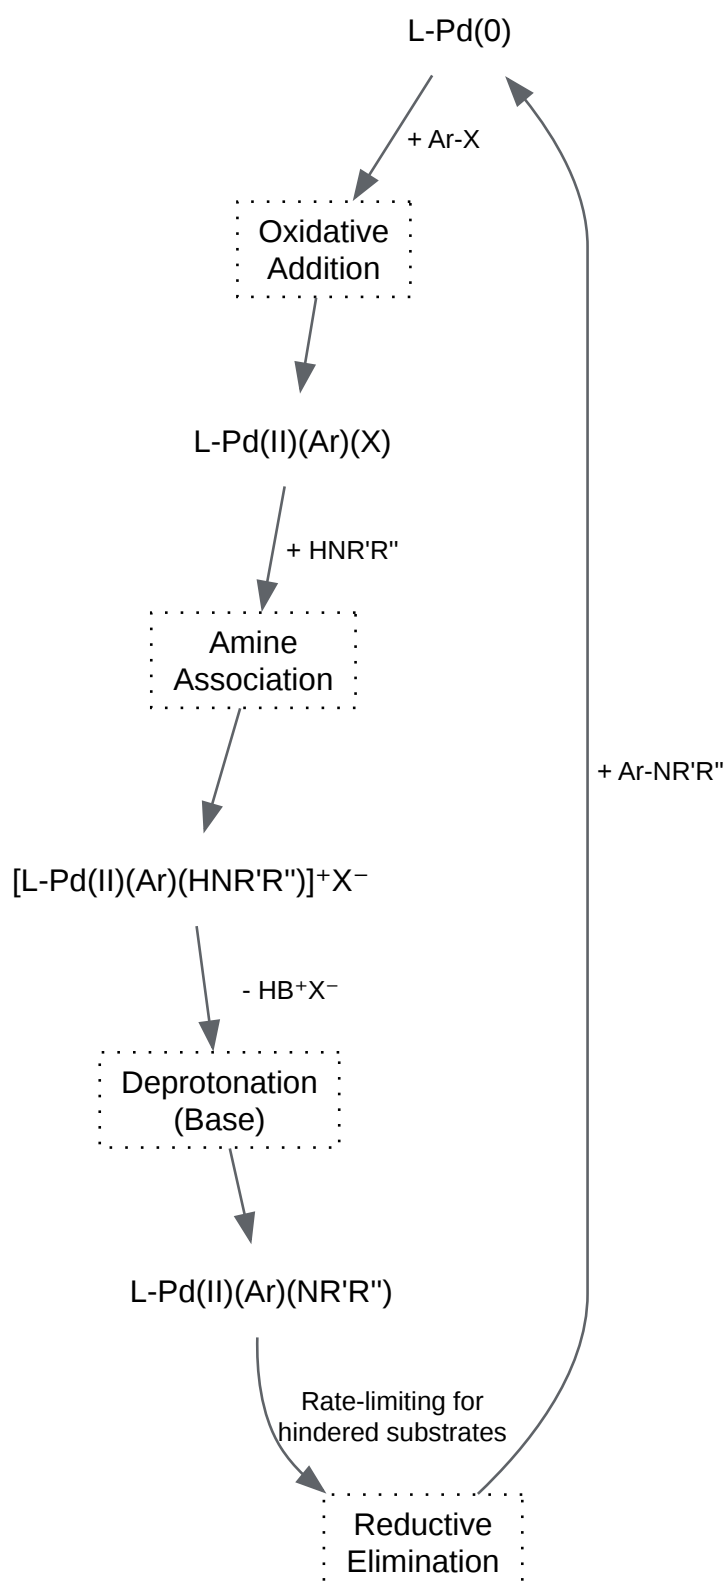 L-Pd(0)
+ Ar-X
Oxidative
Addition
L-Pd(II)(Ar)(X)
+ HNR'R"
Amine
Association
[L-Pd(II)(Ar)(HNR'R")]⁺X⁻
- HB⁺X⁻
Deprotonation
(Base)
L-Pd(II)(Ar)(NR'R")
Rate-limiting for
hindered substrates
Reductive
Elimination
+ Ar-NR'R"